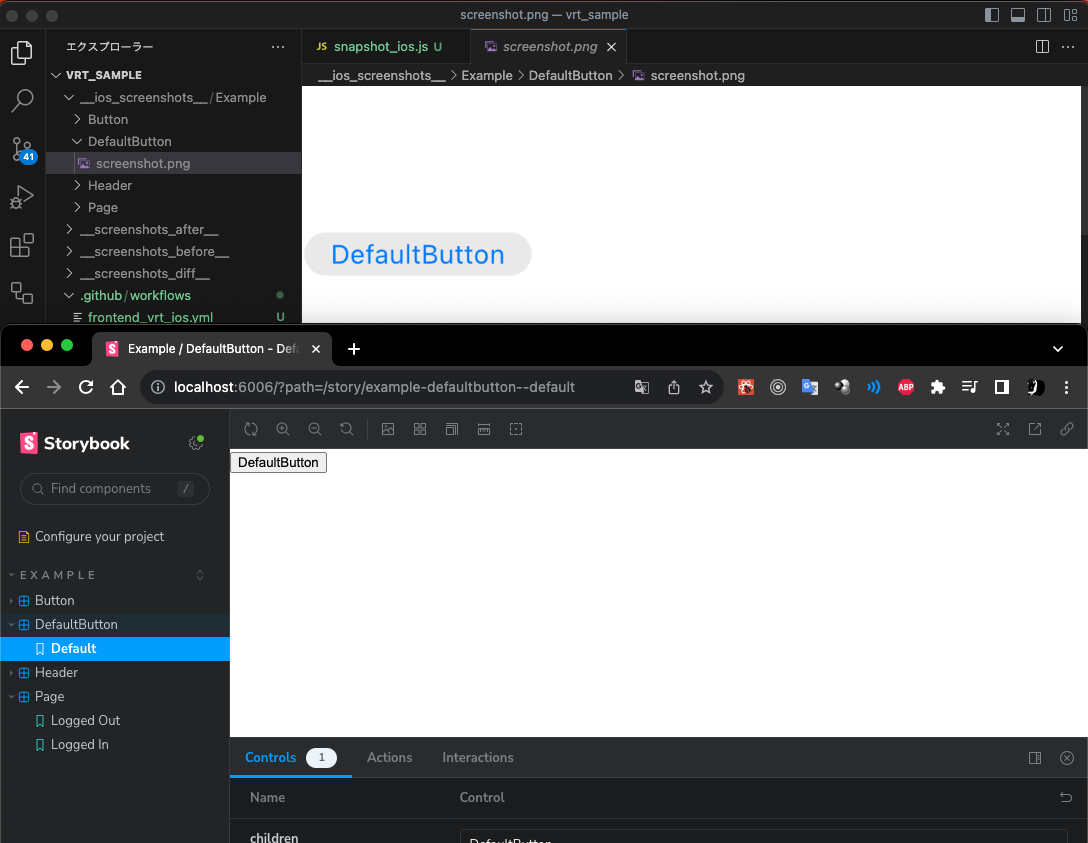 screenshot.png — vrt_sample
エクスプローラー
JS snapshot_ios.js U
screenshot.png
VRT_SAMPLE
__ios_screenshots__ > Example > DefaultButton > screenshot.png
__ios_screenshots__ / Example
Button
DefaultButton
screenshot.png
Header
Page
__screenshots_after__
__screenshots_before__
__screenshots_diff__
.github / workflows
frontend_vrt_ios.yml U
41
DefaultButton
Example / DefaultButton - Def
localhost:6006/?path=/story/example-defaultbutton--default
ABP
Storybook
Find components /
Configure your project
EXAMPLE
Button
DefaultButton
Default
Header
Page
Logged Out
Logged In
DefaultButton
Controls 1 Actions Interactions
Name Control
children DefaultButton